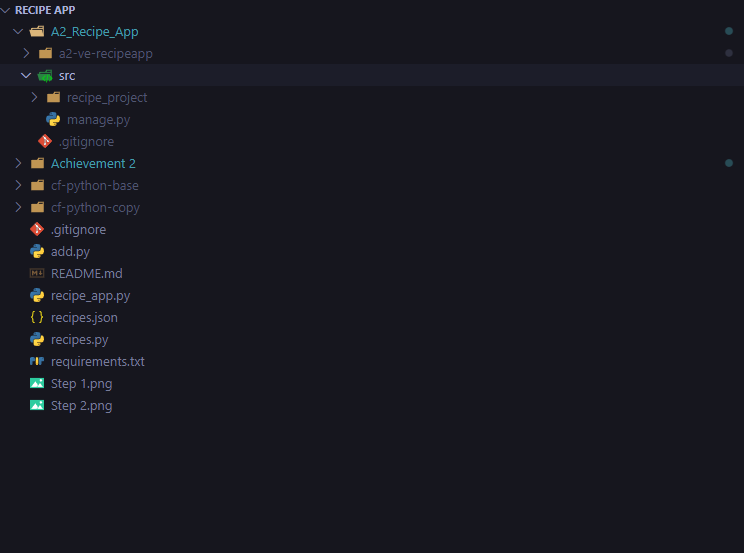 RECIPE APP
A2_Recipe_App
a2-ve-recipeapp
src
recipe_project
manage.py
.gitignore
Achievement 2
cf-python-base
cf-python-copy
.gitignore
add.py
README.md
recipe_app.py
{ } recipes.json
recipes.py
requirements.txt
Step 1.png
Step 2.png